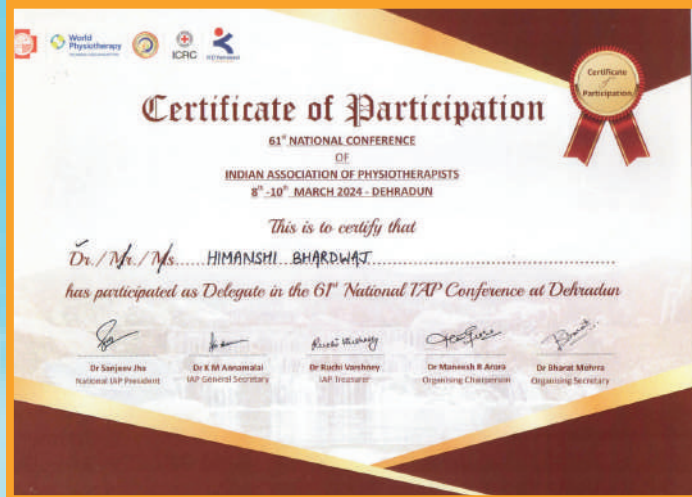 World
Physiotherapy
ICRC
Certificate
of
Participation
Certificate of Participation
61st NATIONAL CONFERENCE
OF
INDIAN ASSOCIATION OF PHYSIOTHERAPISTS
8th -10th MARCH 2024 - DEHRADUN
This is to certify that
Dr./Mr./Ms. HIMANSHI BHARDWAJ
has participated as Delegate in the 61st National IAP Conference at Dehradun
Ruchi Varshney
Dr Sanjeev Jha
National IAP President
Dr K M Annamalai
IAP General Secretary
Dr Ruchi Varshney
IAP Treasurer
Dr Maneesh R Arora
Organising Chairperson
Dr Bharat Mehrra
Organising Secretary